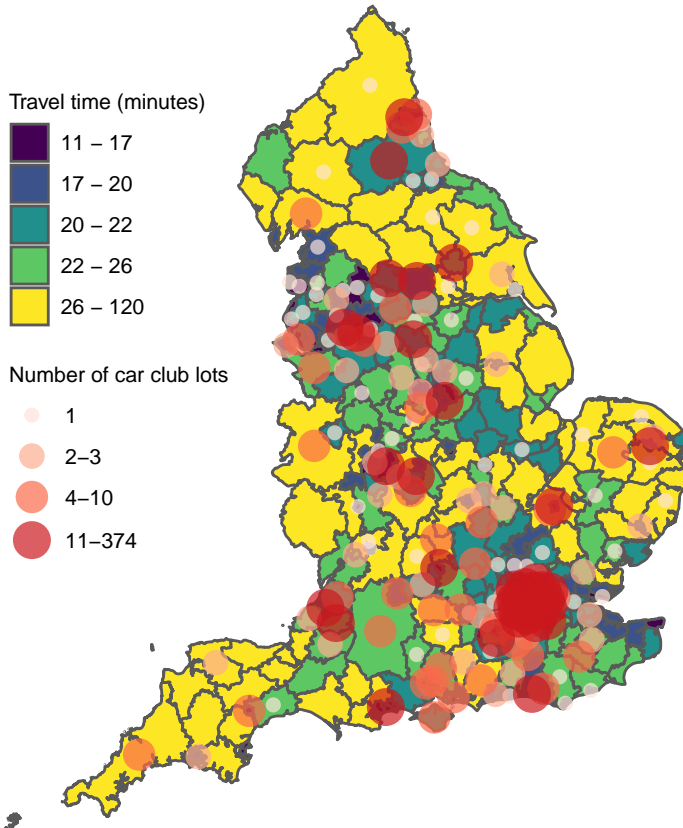 Travel time (minutes)
11 – 17
17 – 20
20 – 22
22 – 26
26 – 120
Number of car club lots
1
2–3
4–10
11–374